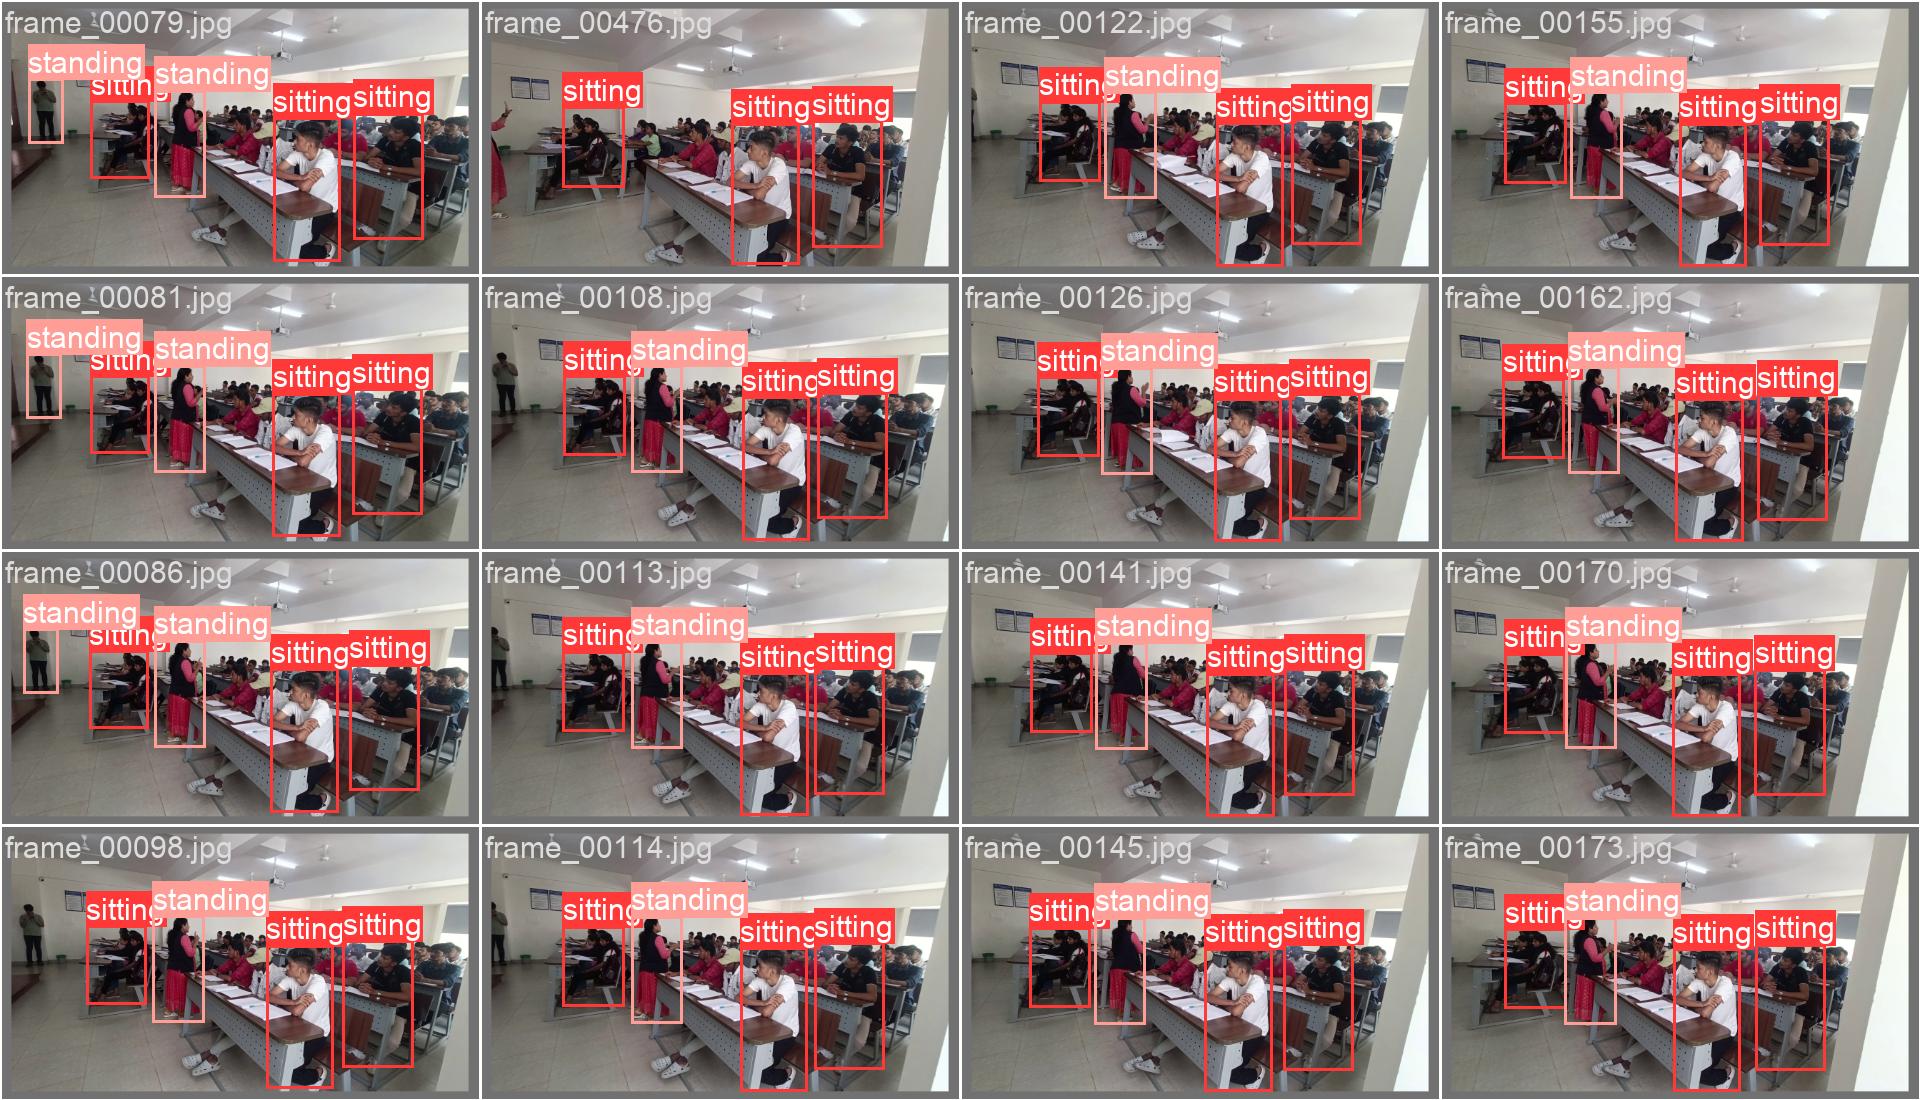 frame_00079.jpg
standing
sitting
standing
sitting
sitting
frame_00476.jpg
sitting
sitting
sitting
frame_00122.jpg
sitting
standing
sitting
sitting
frame_00155.jpg
sitting
standing
sitting
sitting
frame_00081.jpg
standing
sitting
standing
sitting
sitting
frame_00108.jpg
sitting
standing
sitting
sitting
frame_00126.jpg
sitting
standing
sitting
sitting
frame_00162.jpg
sitting
standing
sitting
sitting
frame_00086.jpg
standing
sitting
standing
sitting
sitting
frame_00113.jpg
sitting
standing
sitting
sitting
frame_00141.jpg
sitting
standing
sitting
sitting
frame_00170.jpg
sitting
standing
sitting
sitting
frame_00098.jpg
sitting
standing
sitting
sitting
frame_00114.jpg
sitting
standing
sitting
sitting
frame_00145.jpg
sitting
standing
sitting
sitting
frame_00173.jpg
sitting
standing
sitting
sitting